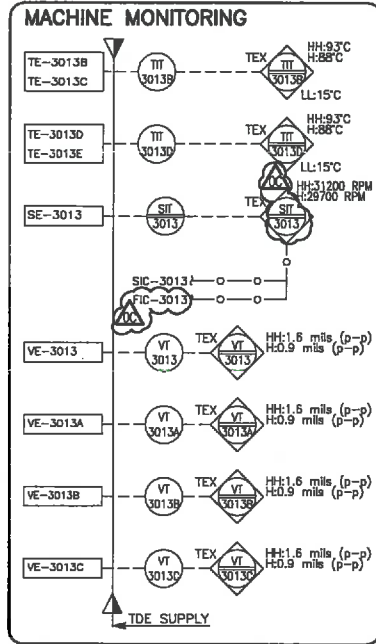 MACHINE MONITORING
TE-3013B
TE-3013C
TIT
3013B
TEX
TIT
3013B
HH:93°C
H:88°C
LL:15°C
TE-3013D
TE-3013E
TIT
3013D
TEX
TIT
3013D
HH:93°C
H:88°C
LL:15°C
0C
HH:31200 RPM
H:29700 RPM
SE-3013
SIT
3013
TEX
SIT
3013
SIC-3013
FIC-3013
0C
VE-3013
VT
3013
TEX
VT
3013
HH:1.6 mils (p-p)
H:0.9 mils (p-p)
VE-3013A
VT
3013A
TEX
VT
3013A
HH:1.6 mils (p-p)
H:0.9 mils (p-p)
VE-3013B
VT
3013B
TEX
VT
3013B
HH:1.6 mils (p-p)
H:0.9 mils (p-p)
VE-3013C
VT
3013C
TEX
VT
3013C
HH:1.6 mils (p-p)
H:0.9 mils (p-p)
TDE SUPPLY